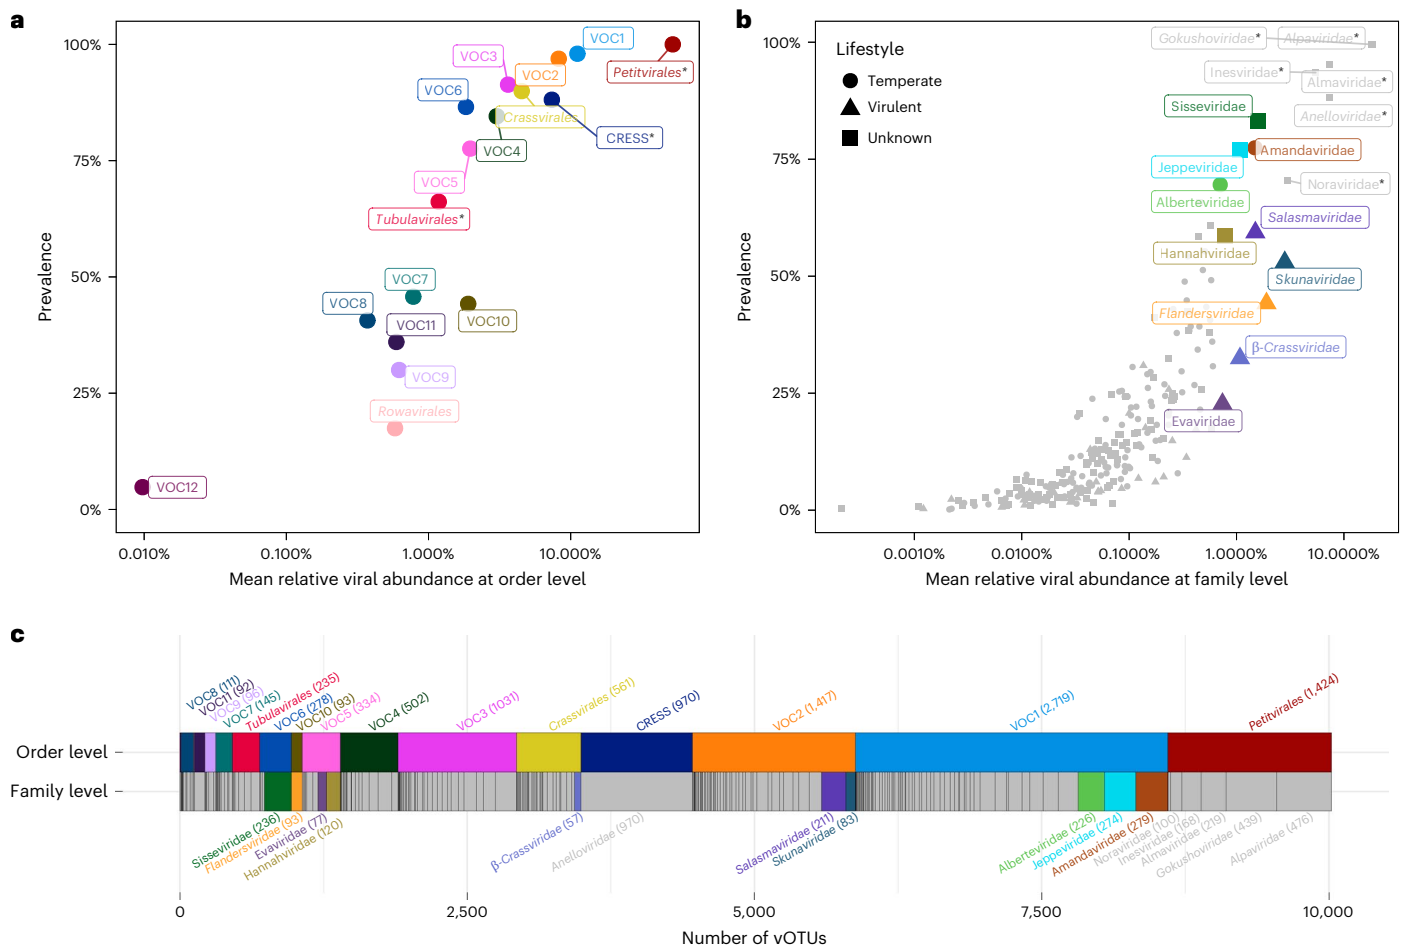 a
100%
75%
50%
25%
0%
Prevalence
VOC1
VOC3
VOC2
Petitvirales*
VOC6
Crassvirales
CRESS*
VOC4
VOC5
Tubulavirales*
VOC7
VOC8
VOC10
VOC11
VOC9
Rowavirales
VOC12
0.010%
0.100%
1.000%
10.000%
Mean relative viral abundance at order level
b
100%
75%
50%
25%
0%
Prevalence
Lifestyle
Temperate
Virulent
Unknown
Gokushoviridae*
Alpaviridae*
Inesviridae*
Almaviridae*
Sisseviridae
Anelloviridae*
Amandaviridae
Jeppeviridae
Noraviridae*
Alberteviridae
Salasmaviridae
Hannahviridae
Skunaviridae
Flandersviridae
β-Crassviridae
Evaviridae
0.0010%
0.0100%
0.1000%
1.0000%
10.0000%
Mean relative viral abundance at family level
c
VOC8 (111)
VOC11 (92)
VOC9 (96)
VOC7 (145)
Tubulavirales (235)
VOC6 (278)
VOC10 (93)
VOC5 (334)
VOC4 (502)
VOC3 (1031)
Crassvirales (561)
CRESS (970)
VOC2 (1,417)
VOC1 (2,719)
Petitvirales (1,424)
Order level
Family level
Sisseviridae (236)
Flandersviridae (93)
Evaviridae (77)
Hannahviridae (120)
β-Crassviridae (57)
Anelloviridae (970)
Salasmaviridae (211)
Skunaviridae (83)
Alberteviridae (226)
Jeppeviridae (274)
Amandaviridae (279)
Noraviridae (100)
Inesviridae (168)
Almaviridae (219)
Gokushoviridae (439)
Alpaviridae (476)
0
2,500
5,000
7,500
10,000
Number of vOTUs